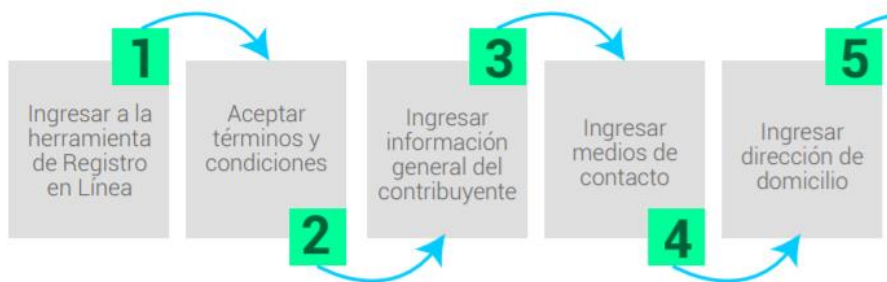 1
Ingresar a la
herramienta
de Registro
en Línea
Aceptar
términos y
condiciones
2
3
Ingresar
información
general del
contribuyente
Ingresar
medios de
contacto
4
5
Ingresar
dirección de
domicilio